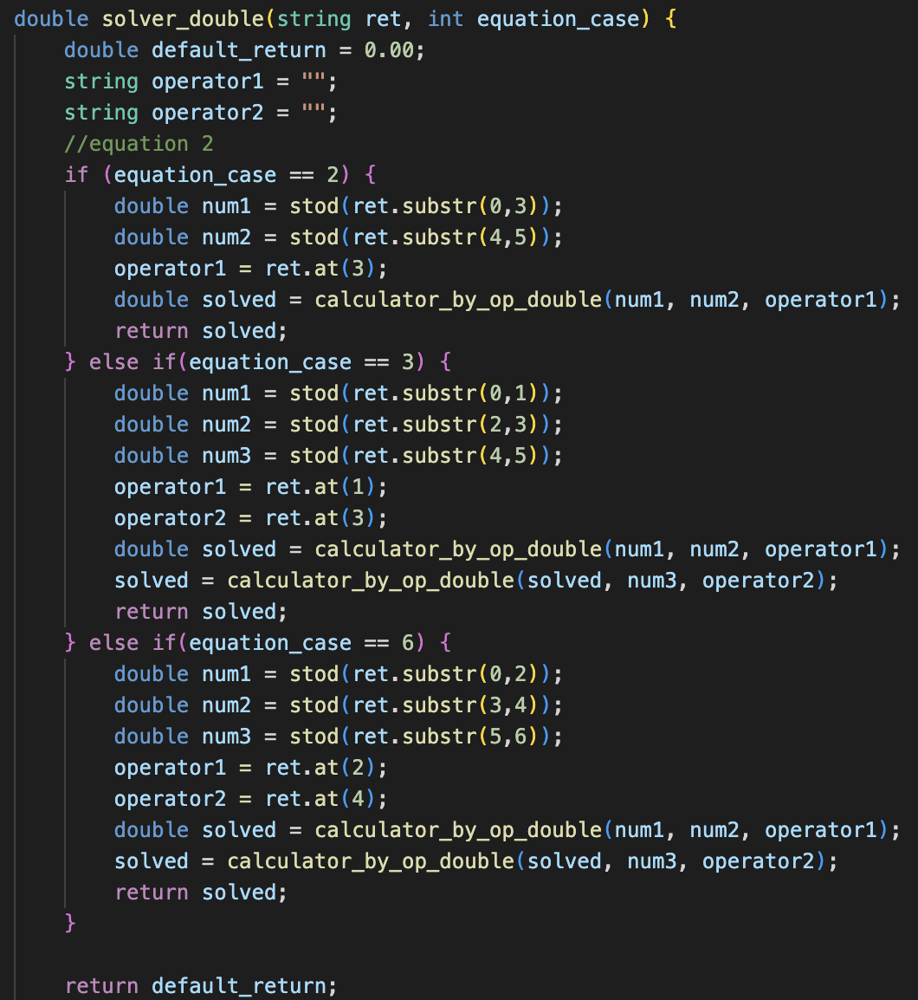 double solver_double(string ret, int equation_case) {
    double default_return = 0.00;
    string operator1 = "";
    string operator2 = "";
    //equation 2
    if (equation_case == 2) {
        double num1 = stod(ret.substr(0,3));
        double num2 = stod(ret.substr(4,5));
        operator1 = ret.at(3);
        double solved = calculator_by_op_double(num1, num2, operator1);
        return solved;
    } else if(equation_case == 3) {
        double num1 = stod(ret.substr(0,1));
        double num2 = stod(ret.substr(2,3));
        double num3 = stod(ret.substr(4,5));
        operator1 = ret.at(1);
        operator2 = ret.at(3);
        double solved = calculator_by_op_double(num1, num2, operator1);
        solved = calculator_by_op_double(solved, num3, operator2);
        return solved;
    } else if(equation_case == 6) {
        double num1 = stod(ret.substr(0,2));
        double num2 = stod(ret.substr(3,4));
        double num3 = stod(ret.substr(5,6));
        operator1 = ret.at(2);
        operator2 = ret.at(4);
        double solved = calculator_by_op_double(num1, num2, operator1);
        solved = calculator_by_op_double(solved, num3, operator2);
        return solved;
    }

    return default_return;